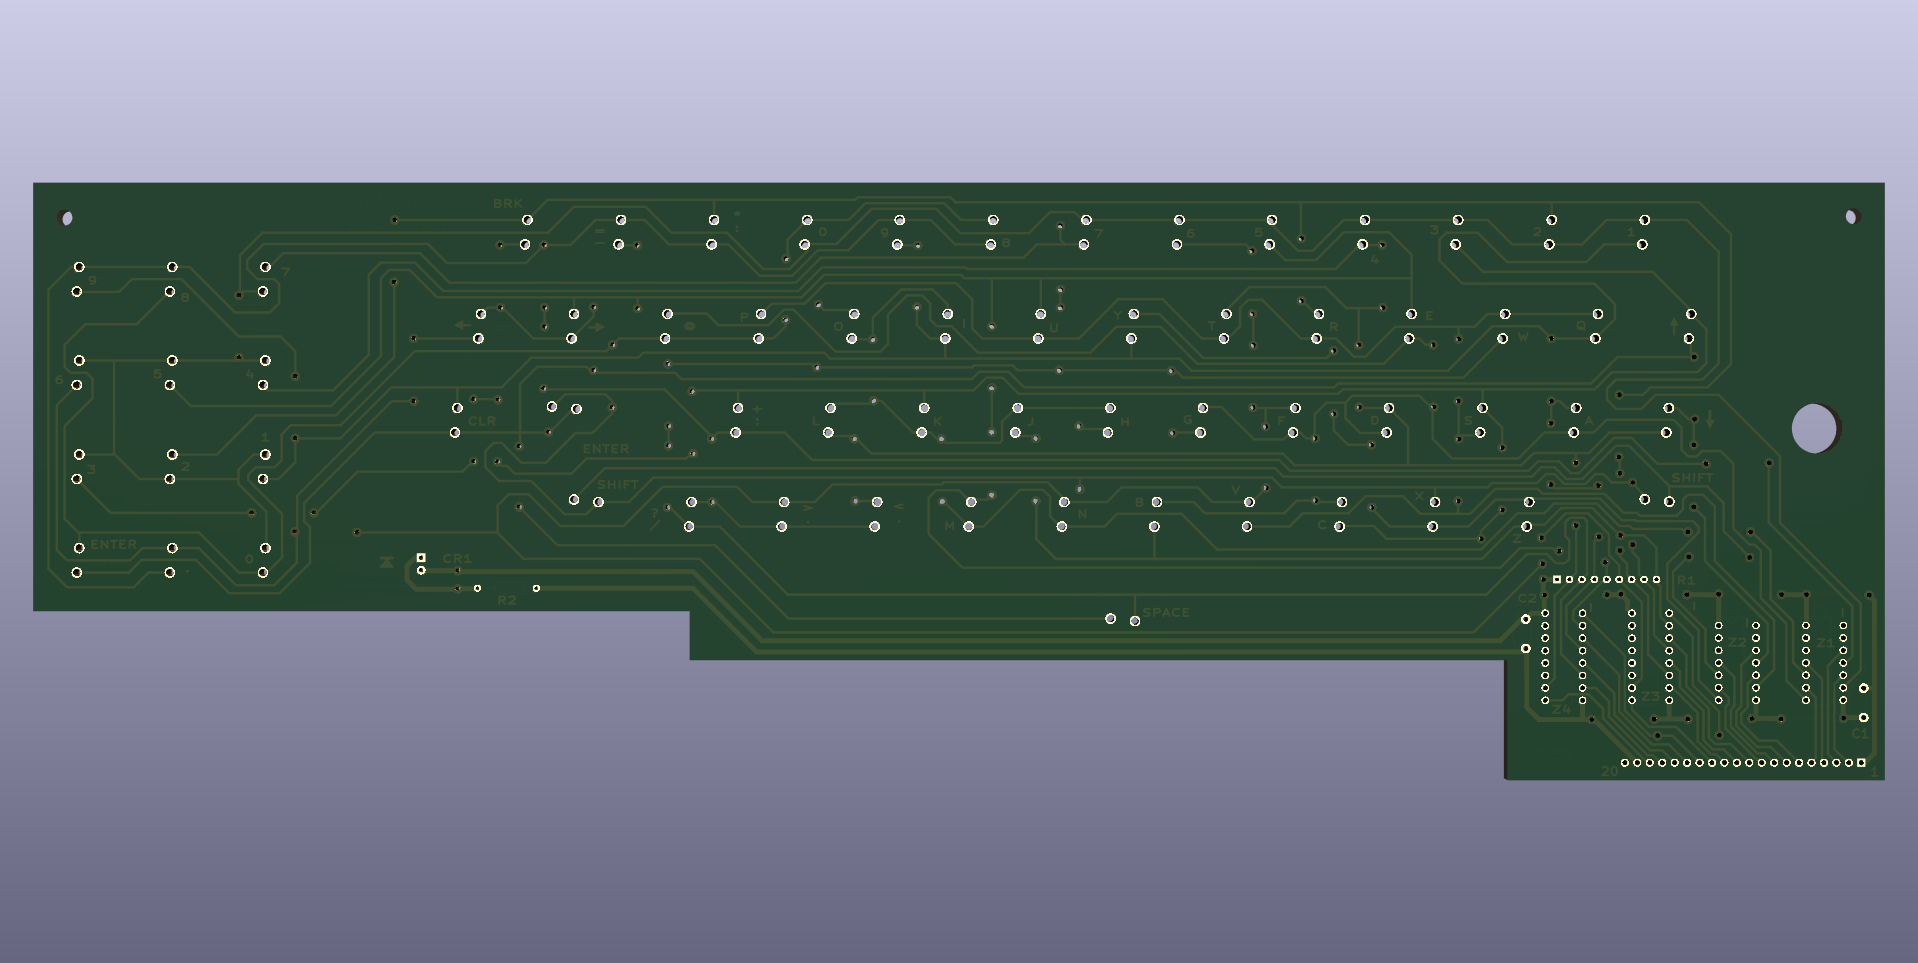 BRK = - * : 0 9 8 7 6 5 4 3 2 1
9 8 7
P @ O I U Y T R E W Q
6 5 4
CLR + ; L K J H G F D S A
ENTER
3 2 1
SHIFT ? / > . < , M N B V C X Z SHIFT
ENTER . 0
CR1
R2
SPACE
R1
C2
Z4 Z3 Z2 Z1
C1
20 1